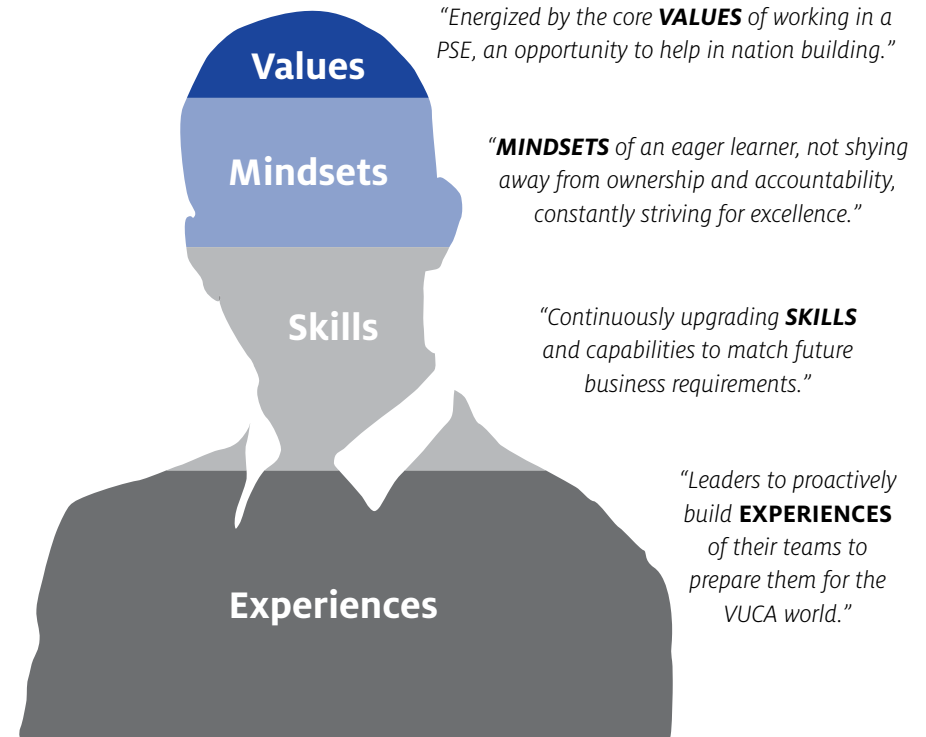 Values
“Energized by the core VALUES of working in a
PSE, an opportunity to help in nation building.”
Mindsets
“MINDSETS of an eager learner, not shying
away from ownership and accountability,
constantly striving for excellence.”
Skills
“Continuously upgrading SKILLS
and capabilities to match future
business requirements.”
Experiences
“Leaders to proactively
build EXPERIENCES
of their teams to
prepare them for the
VUCA world.”